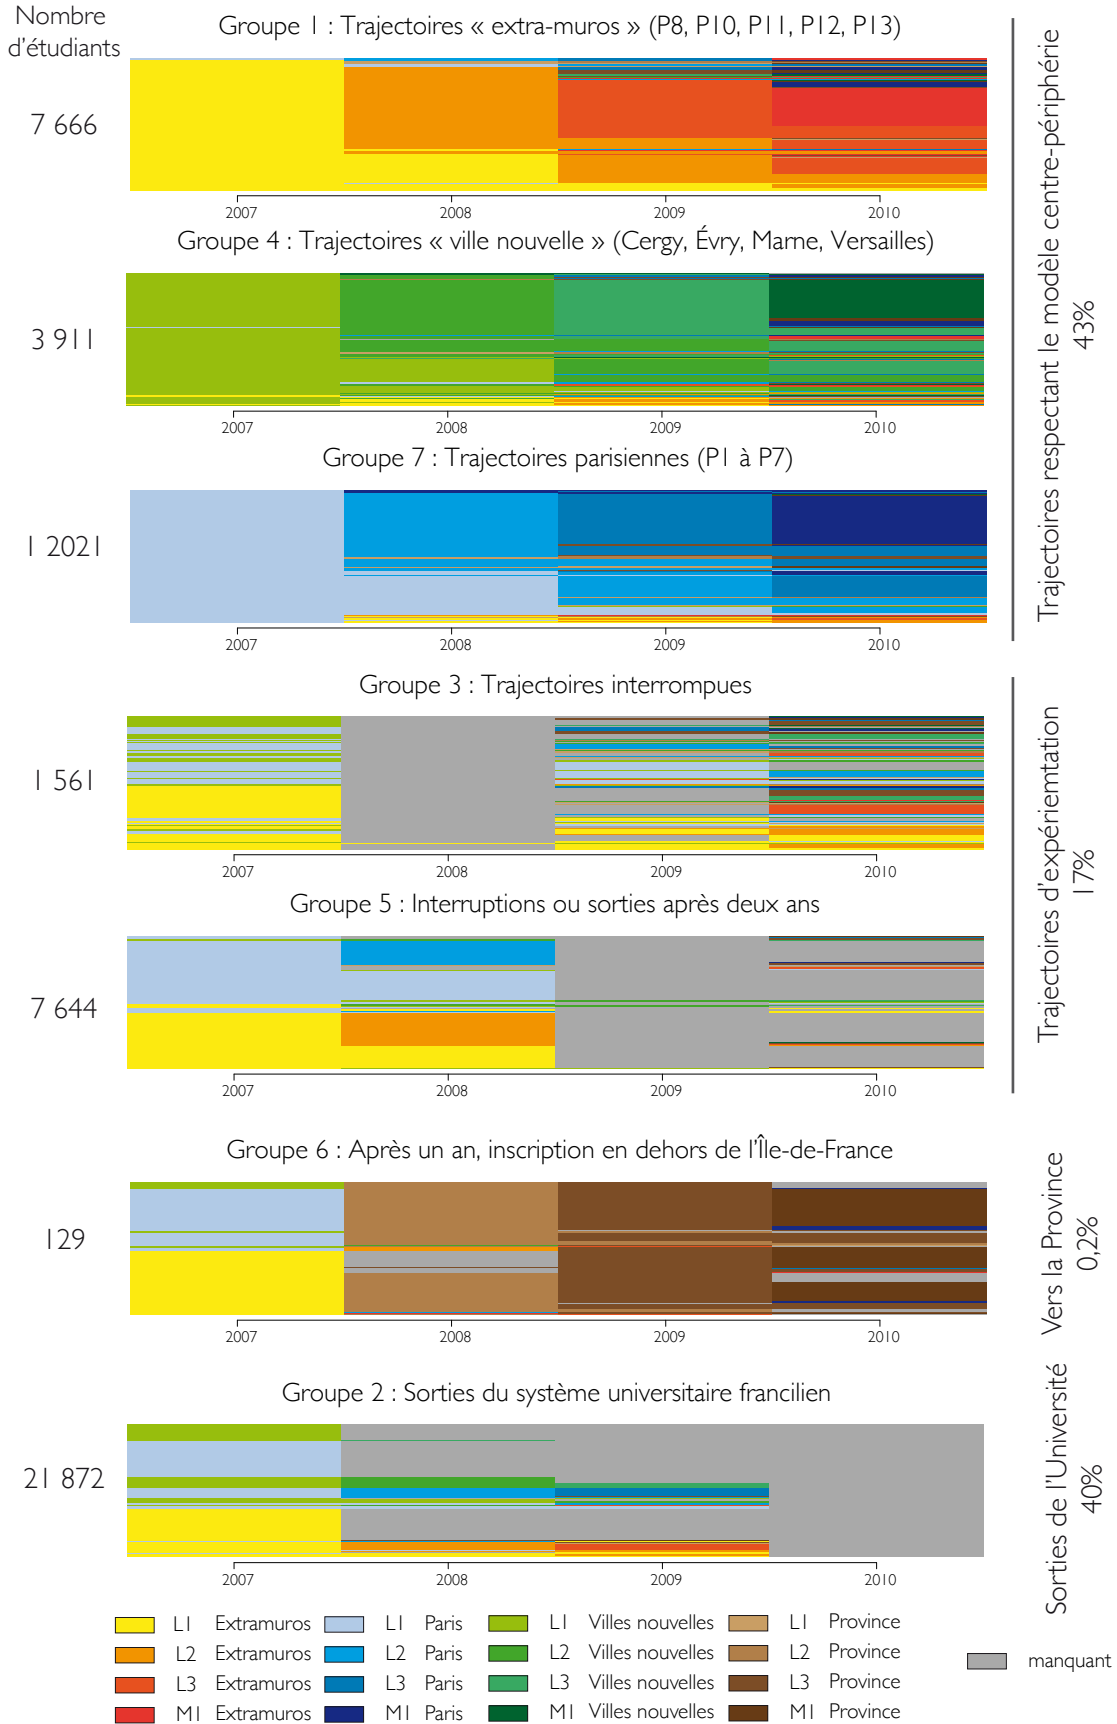 Nombre
d'étudiants
Groupe 1 : Trajectoires « extra-muros » (P8, P10, P11, P12, P13)
7 666
2007 2008 2009 2010
Groupe 4 : Trajectoires « ville nouvelle » (Cergy, Évry, Marne, Versailles)
3 911
2007 2008 2009 2010
Groupe 7 : Trajectoires parisiennes (P1 à P7)
1 2021
2007 2008 2009 2010
Trajectoires respectant le modèle centre-périphérie
43%
Groupe 3 : Trajectoires interrompues
1 561
2007 2008 2009 2010
Groupe 5 : Interruptions ou sorties après deux ans
7 644
2007 2008 2009 2010
Trajectoires d'expériemtation
17%
Groupe 6 : Après un an, inscription en dehors de l'Île-de-France
129
2007 2008 2009 2010
Vers la Province
0,2%
Groupe 2 : Sorties du système universitaire francilien
21 872
2007 2008 2009 2010
Sorties de l'Université
40%
L1 Extramuros L1 Paris L1 Villes nouvelles L1 Province
L2 Extramuros L2 Paris L2 Villes nouvelles L2 Province
L3 Extramuros L3 Paris L3 Villes nouvelles L3 Province
M1 Extramuros M1 Paris M1 Villes nouvelles M1 Province
manquant